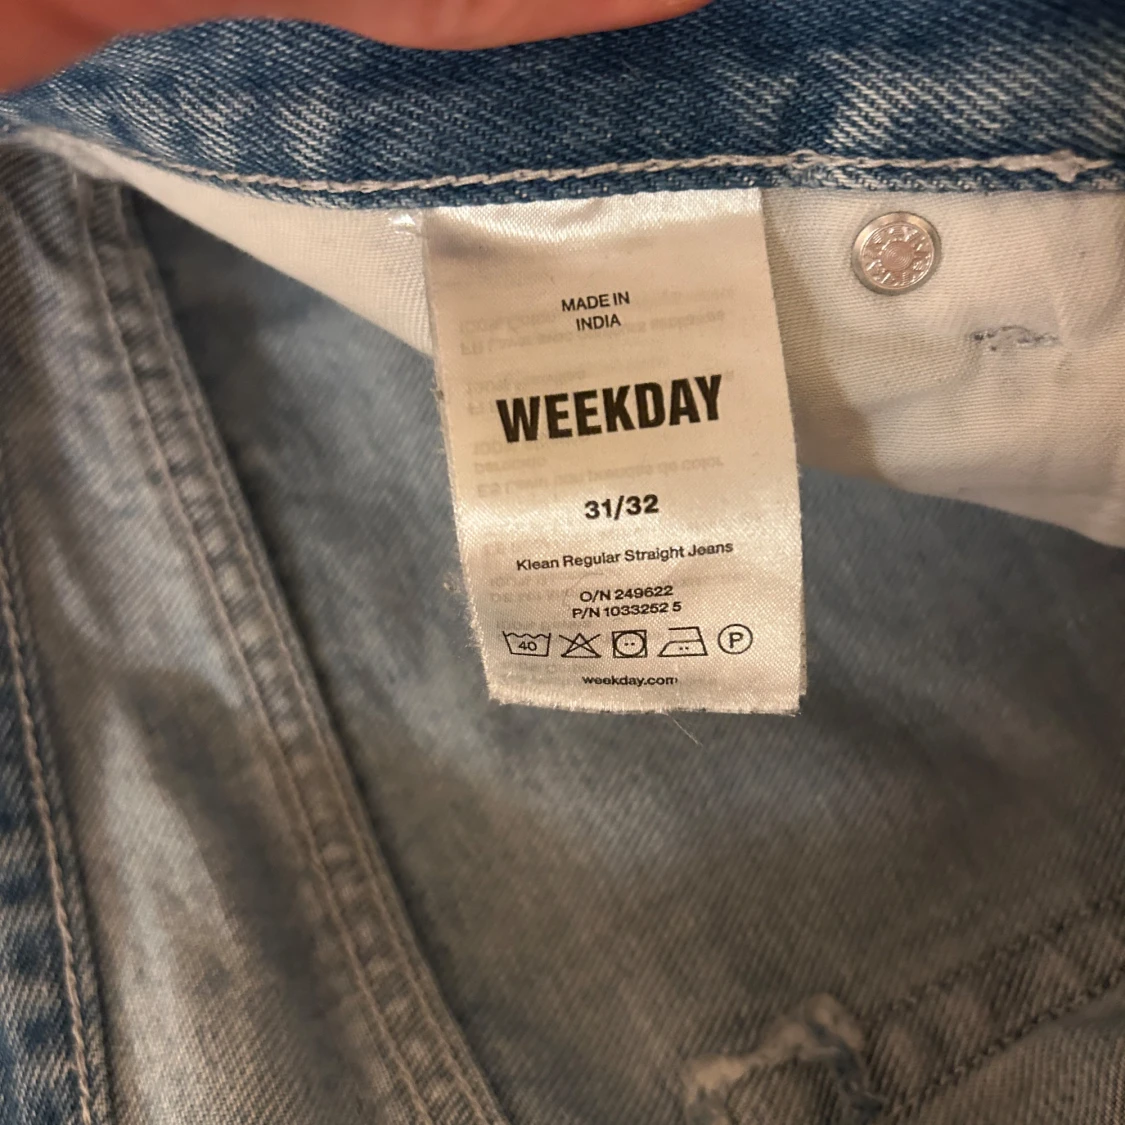 MADE IN
INDIA
WEEKDAY
31/32
Klean Regular Straight Jeans
O/N 249622
P/N 1033252 5
40 P
weekday.com